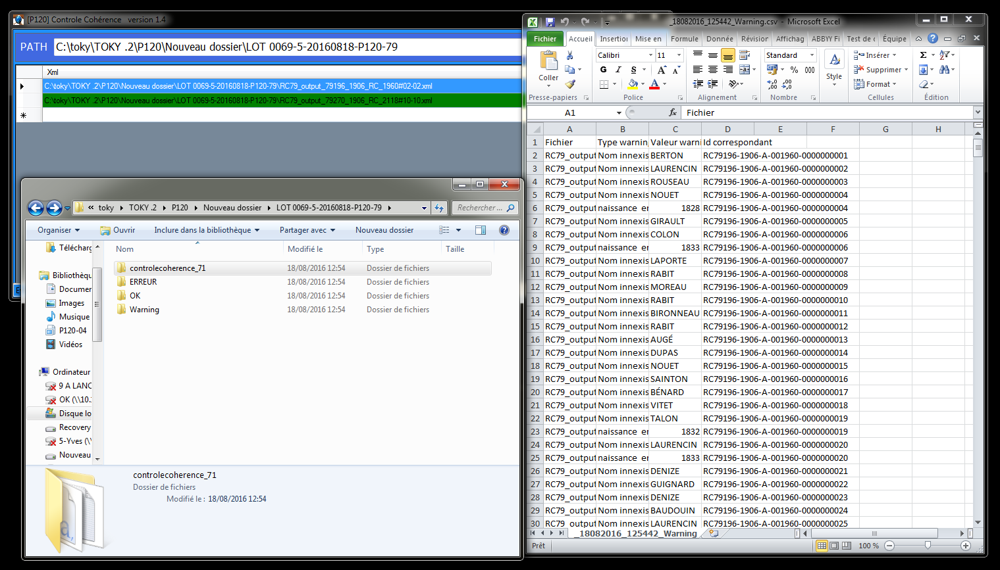 [P120] Controle Cohérence version 1.4
PATH C:\toky\TOKY .2\P120\Nouveau dossier\LOT 0069-5-20160818-P120-79
Xml
C:\toky\TOKY .2\P120\Nouveau dossier\LOT 0069-5-20160818-P120-79\RC79_output_79196_1906_RC_1960#02-02.xml
C:\toky\TOKY .2\P120\Nouveau dossier\LOT 0069-5-20160818-P120-79\RC79_output_79270_1906_RC_2118#10-10.xml
« toky TOKY .2 P120 Nouveau dossier LOT 0069-5-20160818-P120-79
Rechercher ...
Organiser Ouvrir Inclure dans la bibliothèque Partager avec Nouveau dossier
Nom Modifié le Type Taille
Télécharg
Bibliothèqu
Documer
Images
Musique
P120-04
Vidéos
Ordinateur
9 A LANC
OK (\\10.
Disque lo
Recovery
5-Yves (\\
Nouveau
controlecoherence_71 18/08/2016 12:54 Dossier de fichiers
ERREUR 18/08/2016 12:54 Dossier de fichiers
OK 18/08/2016 12:54 Dossier de fichiers
Warning 18/08/2016 12:54 Dossier de fichiers
controlecoherence_71
Dossier de fichiers
Modifié le : 18/08/2016 12:54
_18082016_125442_Warning.csv - Microsoft Excel
Fichier Accueil Insertion Mise en Formule Donnée Révision Affichag ABBYY Fi Test de Équipe
Coller
Calibri 11
G I S
Standard
% 000
Style
Insérer
Supprimer
Format
Presse-papiers Police Alignement Nombre Cellules Édition
A1 fx Fichier
A B C D E F G H
1 Fichier Type warnin Valeur warni Id correspondant
2 RC79_output Nom innexis BERTON RC79196-1906-A-001960-0000000001
3 RC79_output Nom innexis LAURENCIN RC79196-1906-A-001960-0000000002
4 RC79_output Nom innexis ROUSEAU RC79196-1906-A-001960-0000000003
5 RC79_output Nom innexis NOUET RC79196-1906-A-001960-0000000004
6 RC79_output naissance er 1828 RC79196-1906-A-001960-0000000004
7 RC79_output Nom innexis GIRAULT RC79196-1906-A-001960-0000000005
8 RC79_output Nom innexis COLON RC79196-1906-A-001960-0000000006
9 RC79_output naissance er 1833 RC79196-1906-A-001960-0000000006
10 RC79_output Nom innexis LAPORTE RC79196-1906-A-001960-0000000007
11 RC79_output Nom innexis RABIT RC79196-1906-A-001960-0000000008
12 RC79_output Nom innexis MOREAU RC79196-1906-A-001960-0000000009
13 RC79_output Nom innexis RABIT RC79196-1906-A-001960-0000000010
14 RC79_output Nom innexis BIRONNEAU RC79196-1906-A-001960-0000000011
15 RC79_output Nom innexis RABIT RC79196-1906-A-001960-0000000012
16 RC79_output Nom innexis AUGÉ RC79196-1906-A-001960-0000000013
17 RC79_output Nom innexis DUPAS RC79196-1906-A-001960-0000000014
18 RC79_output Nom innexis NOUET RC79196-1906-A-001960-0000000015
19 RC79_output Nom innexis SAINTON RC79196-1906-A-001960-0000000016
20 RC79_output Nom innexis BÉNARD RC79196-1906-A-001960-0000000017
21 RC79_output Nom innexis VITET RC79196-1906-A-001960-0000000018
22 RC79_output Nom innexis TALON RC79196-1906-A-001960-0000000019
23 RC79_output naissance er 1832 RC79196-1906-A-001960-0000000019
24 RC79_output Nom innexis LAURENCIN RC79196-1906-A-001960-0000000020
25 RC79_output naissance er 1833 RC79196-1906-A-001960-0000000020
26 RC79_output Nom innexis DENIZE RC79196-1906-A-001960-0000000021
27 RC79_output Nom innexis GUIGNARD RC79196-1906-A-001960-0000000022
28 RC79_output Nom innexis DENIZE RC79196-1906-A-001960-0000000023
29 RC79_output Nom innexis BAUDOUIN RC79196-1906-A-001960-0000000024
30 RC79_output Nom innexis LAURENCIN RC79196-1906-A-001960-0000000025
_18082016_125442_Warning
Prêt 100 %